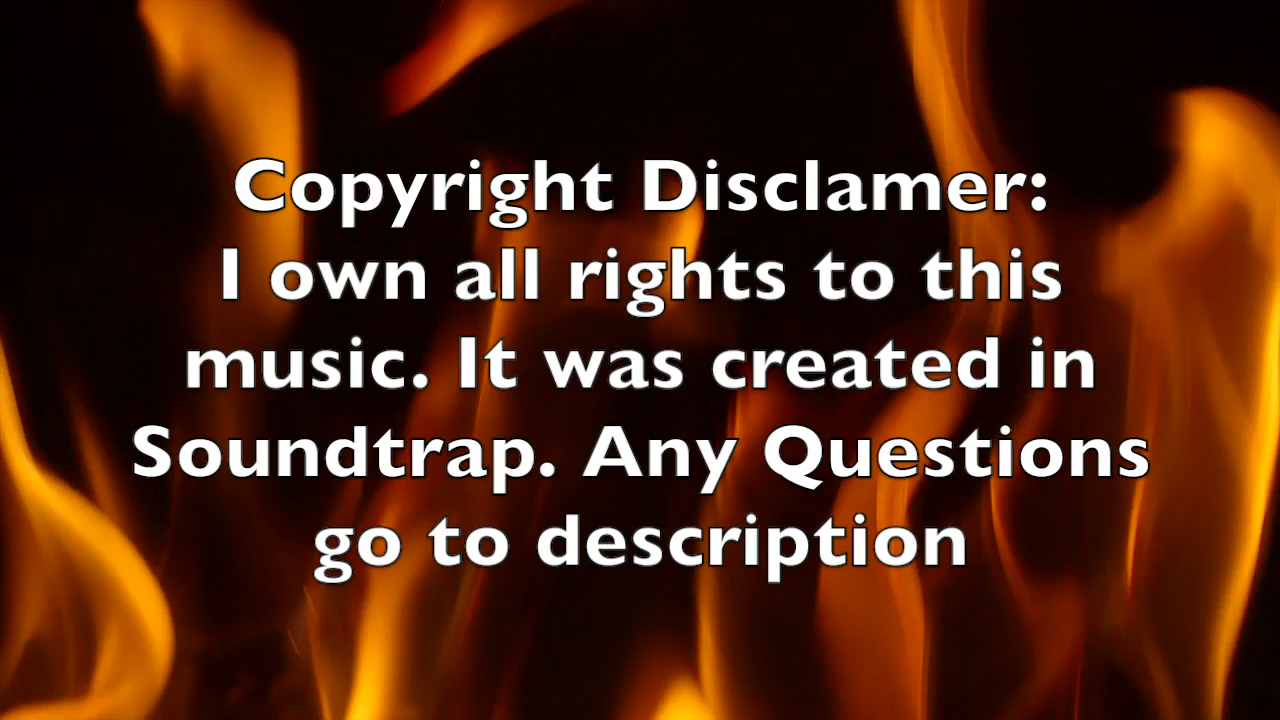 Copyright Disclamer:
I own all rights to this
music. It was created in
Soundtrap. Any Questions
go to description